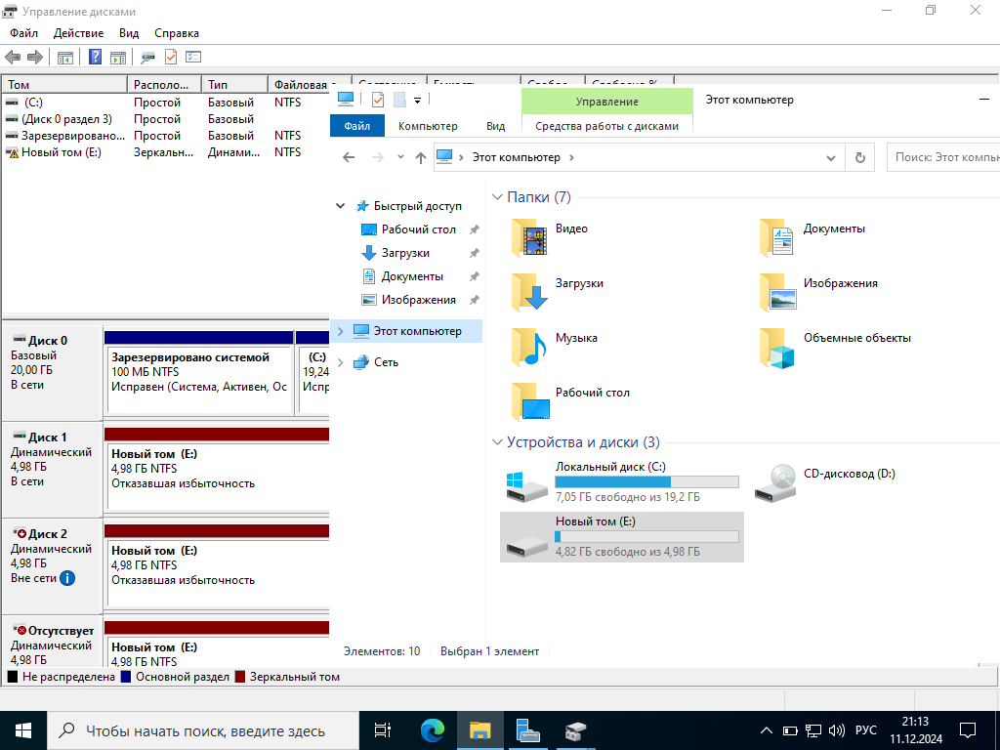 Управление дисками
Файл Действие Вид Справка
Том Располо... Тип Файловая
(C:) Простой Базовый NTFS
(Диск 0 раздел 3) Простой Базовый
Зарезервировано... Простой Базовый NTFS
Новый том (E:) Зеркальн... Динами... NTFS
Управление Этот компьютер
Файл Компьютер Вид Средства работы с дисками
Этот компьютер Поиск: Этот
Быстрый доступ
Рабочий стол
Загрузки
Документы
Изображения
Этот компьютер
Сеть
Папки (7)
Видео Документы
Загрузки Изображения
Музыка Объемные объекты
Рабочий стол
Устройства и диски (3)
Локальный диск (C:)
7,05 ГБ свободно из 19,2 ГБ
CD-дисковод (D:)
Новый том (E:)
4,82 ГБ свободно из 4,98 ГБ
Элементов: 10 Выбран 1 элемент
Диск 0
Базовый
20,00 ГБ
В сети
Зарезервировано системой
100 МБ NTFS
Исправен (Система, Активен, Ос
(C:)
19,24
Испр
Диск 1
Динамический
4,98 ГБ
В сети
Новый том (E:)
4,98 ГБ NTFS
Отказавшая избыточность
Диск 2
Динамический
4,98 ГБ
Вне сети
Новый том (E:)
4,98 ГБ NTFS
Отказавшая избыточность
Отсутствует
Динамический
4,98 ГБ
Новый том (E:)
4,98 ГБ NTFS
Не распределена Основной раздел Зеркальный том
Чтобы начать поиск, введите здесь
РУС
21:13
11.12.2024